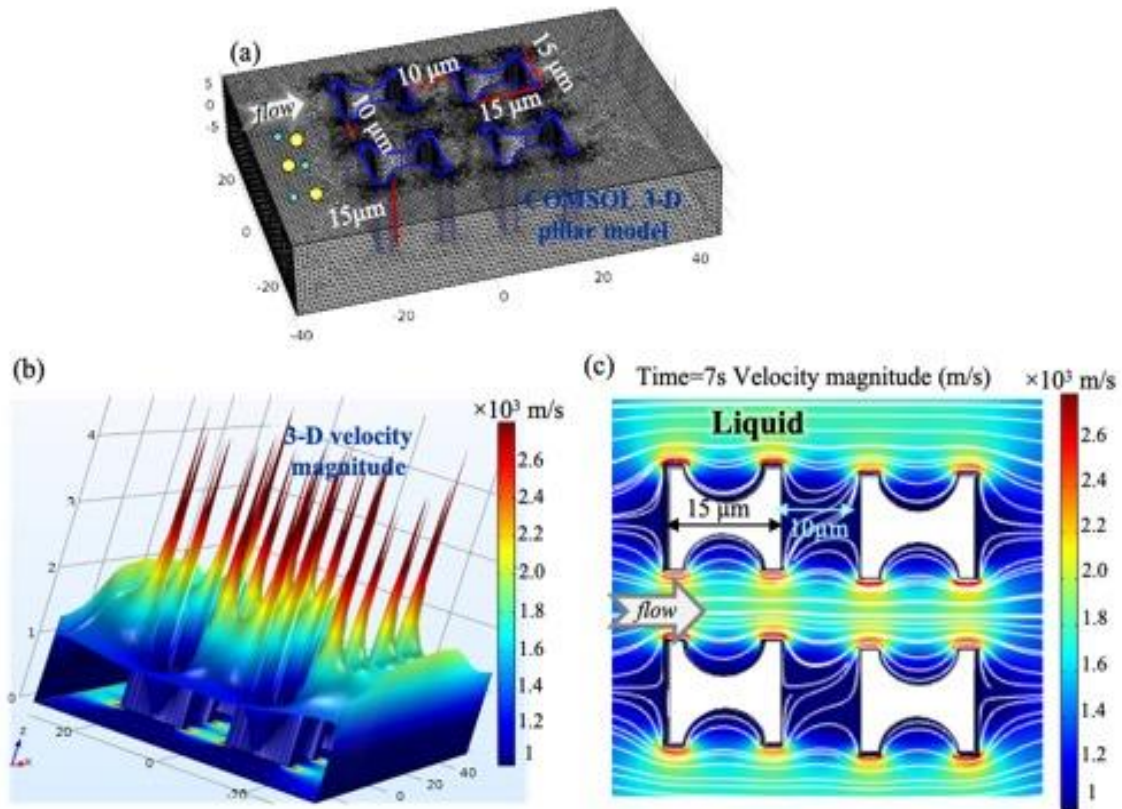 (a)
15 μm
10 μm
5
0
-5
flow
15 μm
10 μm
20
15μm
COMSOL 3-D
pillar model
0
40
20
-20
0
-20
-40
(b)
(c)
Time=7s Velocity magnitude (m/s)
×10³ m/s
×10³ m/s
4
3-D velocity
magnitude
Liquid
2.6
2.6
3
2.4
2.4
15 μm
10μm
2.2
2.2
2
2.0
2.0
flow
1.8
1.8
1
1.6
1.6
0
1.4
1.4
20
1.2
1.2
z
x
40
0
20
1
1
-20
0